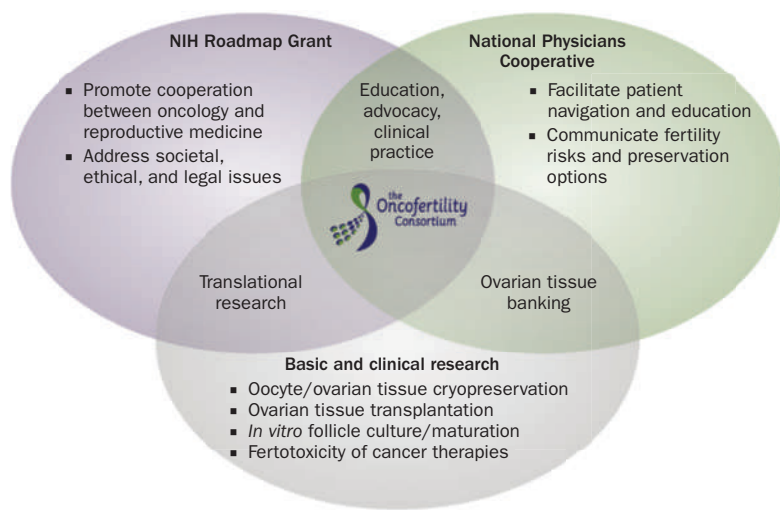 NIH Roadmap Grant
▪ Promote cooperation
between oncology and
reproductive medicine
▪ Address societal,
ethical, and legal issues
Education,
advocacy,
clinical
practice
National Physicians
Cooperative
▪ Facilitate patient
navigation and education
▪ Communicate fertility
risks and preservation
options
the
Oncofertility
Consortium
Translational
research
Ovarian tissue
banking
Basic and clinical research
▪ Oocyte/ovarian tissue cryopreservation
▪ Ovarian tissue transplantation
▪ In vitro follicle culture/maturation
▪ Fertotoxicity of cancer therapies